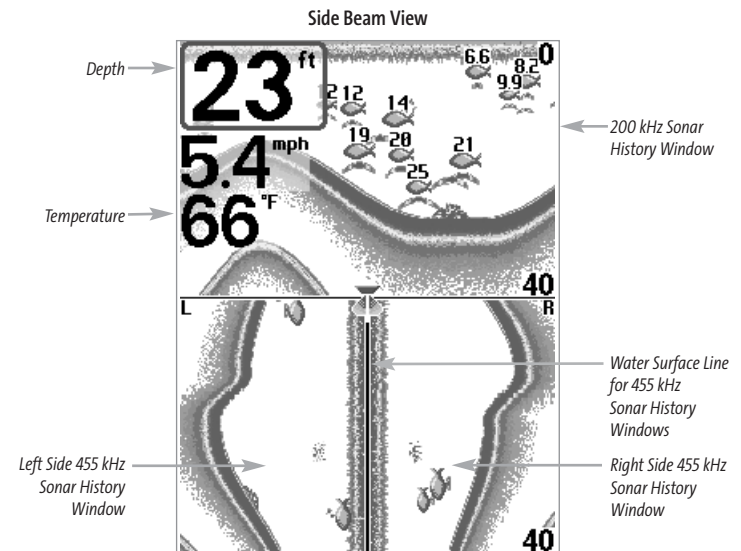 Side Beam View
Depth
23 ft
0
6.6
8.2
9.9
2 12
14
19
20
21
25
5.4 mph
200 kHz Sonar
History Window
Temperature
66 °F
40
L
R
Water Surface Line
for 455 kHz
Sonar History
Windows
Left Side 455 kHz
Sonar History
Window
Right Side 455 kHz
Sonar History
Window
40